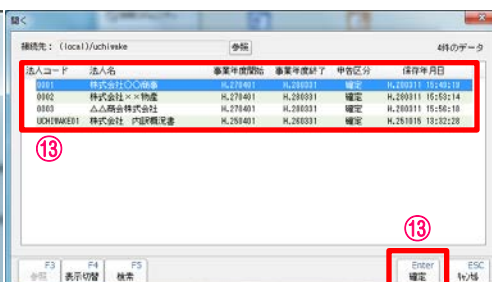 開く
接続先： (local)/uchiwake 参照 4件のデータ
法人コード 法人名 事業年度開始 事業年度終了 申告区分 保存年月日
0001 株式会社〇〇商事 H.270401 H.280331 確定 H.280311 15:49:19
0002 株式会社××物産 H.270401 H.280331 確定 H.280311 15:59:14
0003 △△商会株式会社 H.270401 H.280331 確定 H.280311 15:56:18
UCHIWAKE01 株式会社 内訳概況書 H.250401 H.260331 確定 H.251015 13:32:28
⑬
⑬
F3 F4 F5 Enter ESC
参照 表示切替 検索 確定 ｷｬﾝｾﾙ